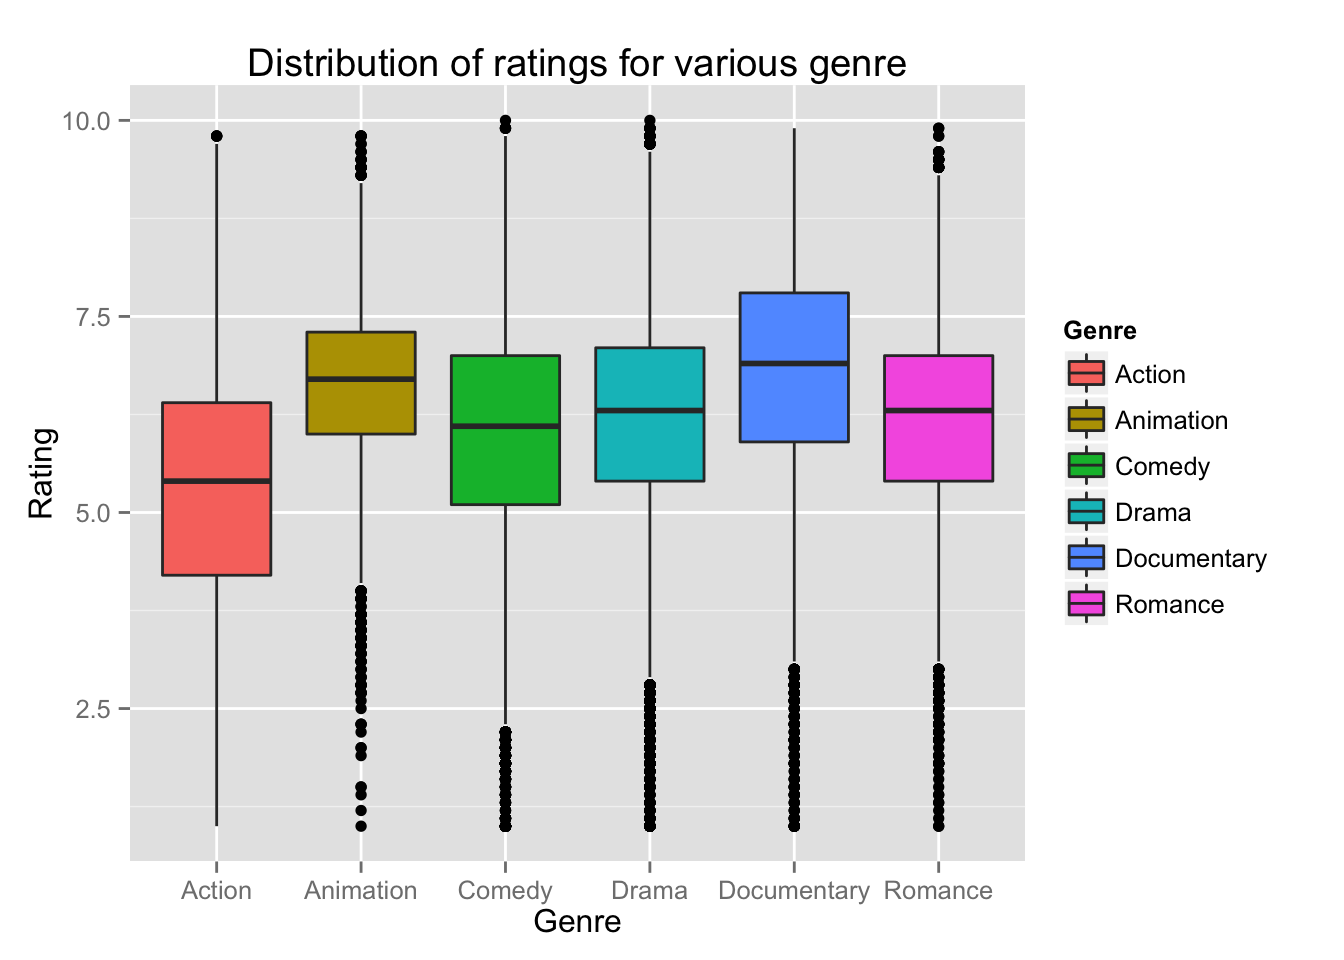 Distribution of ratings for various genre
10.0
7.5
5.0
2.5
Rating
Action Animation Comedy Drama Documentary Romance
Genre
Genre
Action
Animation
Comedy
Drama
Documentary
Romance